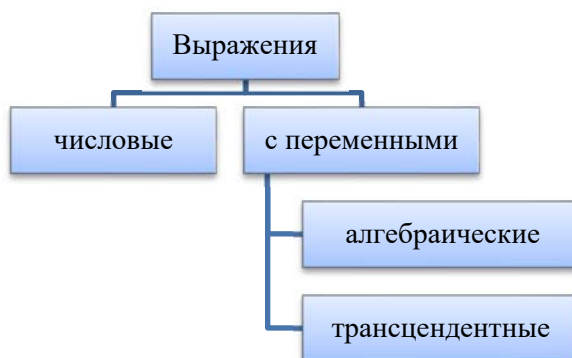 Выражения
числовые
с переменными
алгебраические
трансцендентные